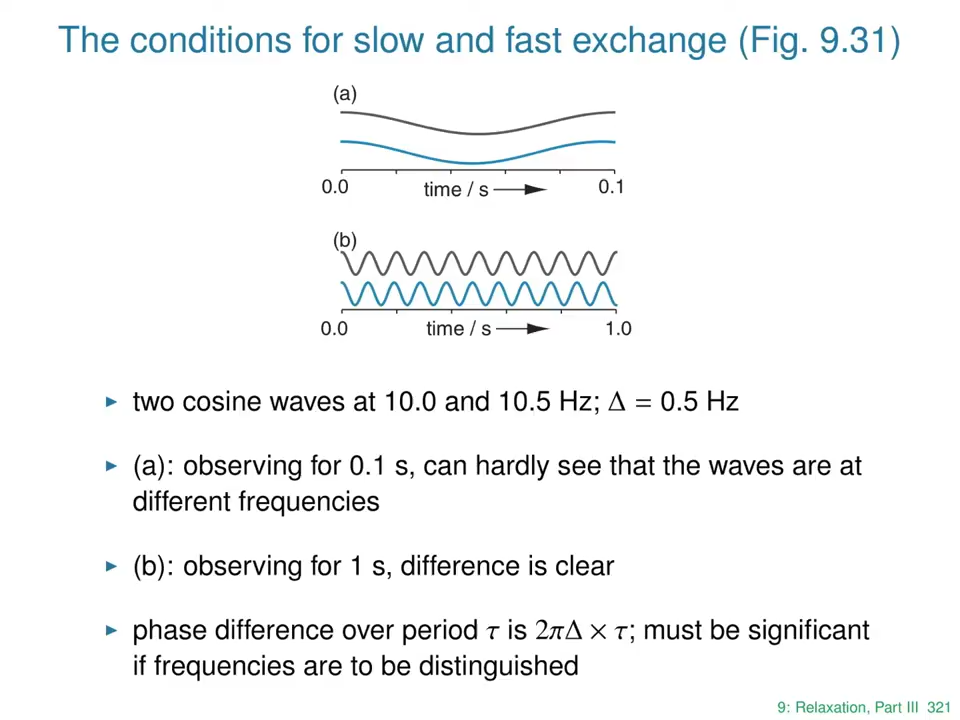 The conditions for slow and fast exchange (Fig. 9.31)
(a)
0.0 time / s 0.1
(b)
0.0 time / s 1.0
▶ two cosine waves at 10.0 and 10.5 Hz; Δ = 0.5 Hz
▶ (a): observing for 0.1 s, can hardly see that the waves are at
different frequencies
▶ (b): observing for 1 s, difference is clear
▶ phase difference over period τ is 2πΔ × τ; must be significant
if frequencies are to be distinguished
9: Relaxation, Part III 321